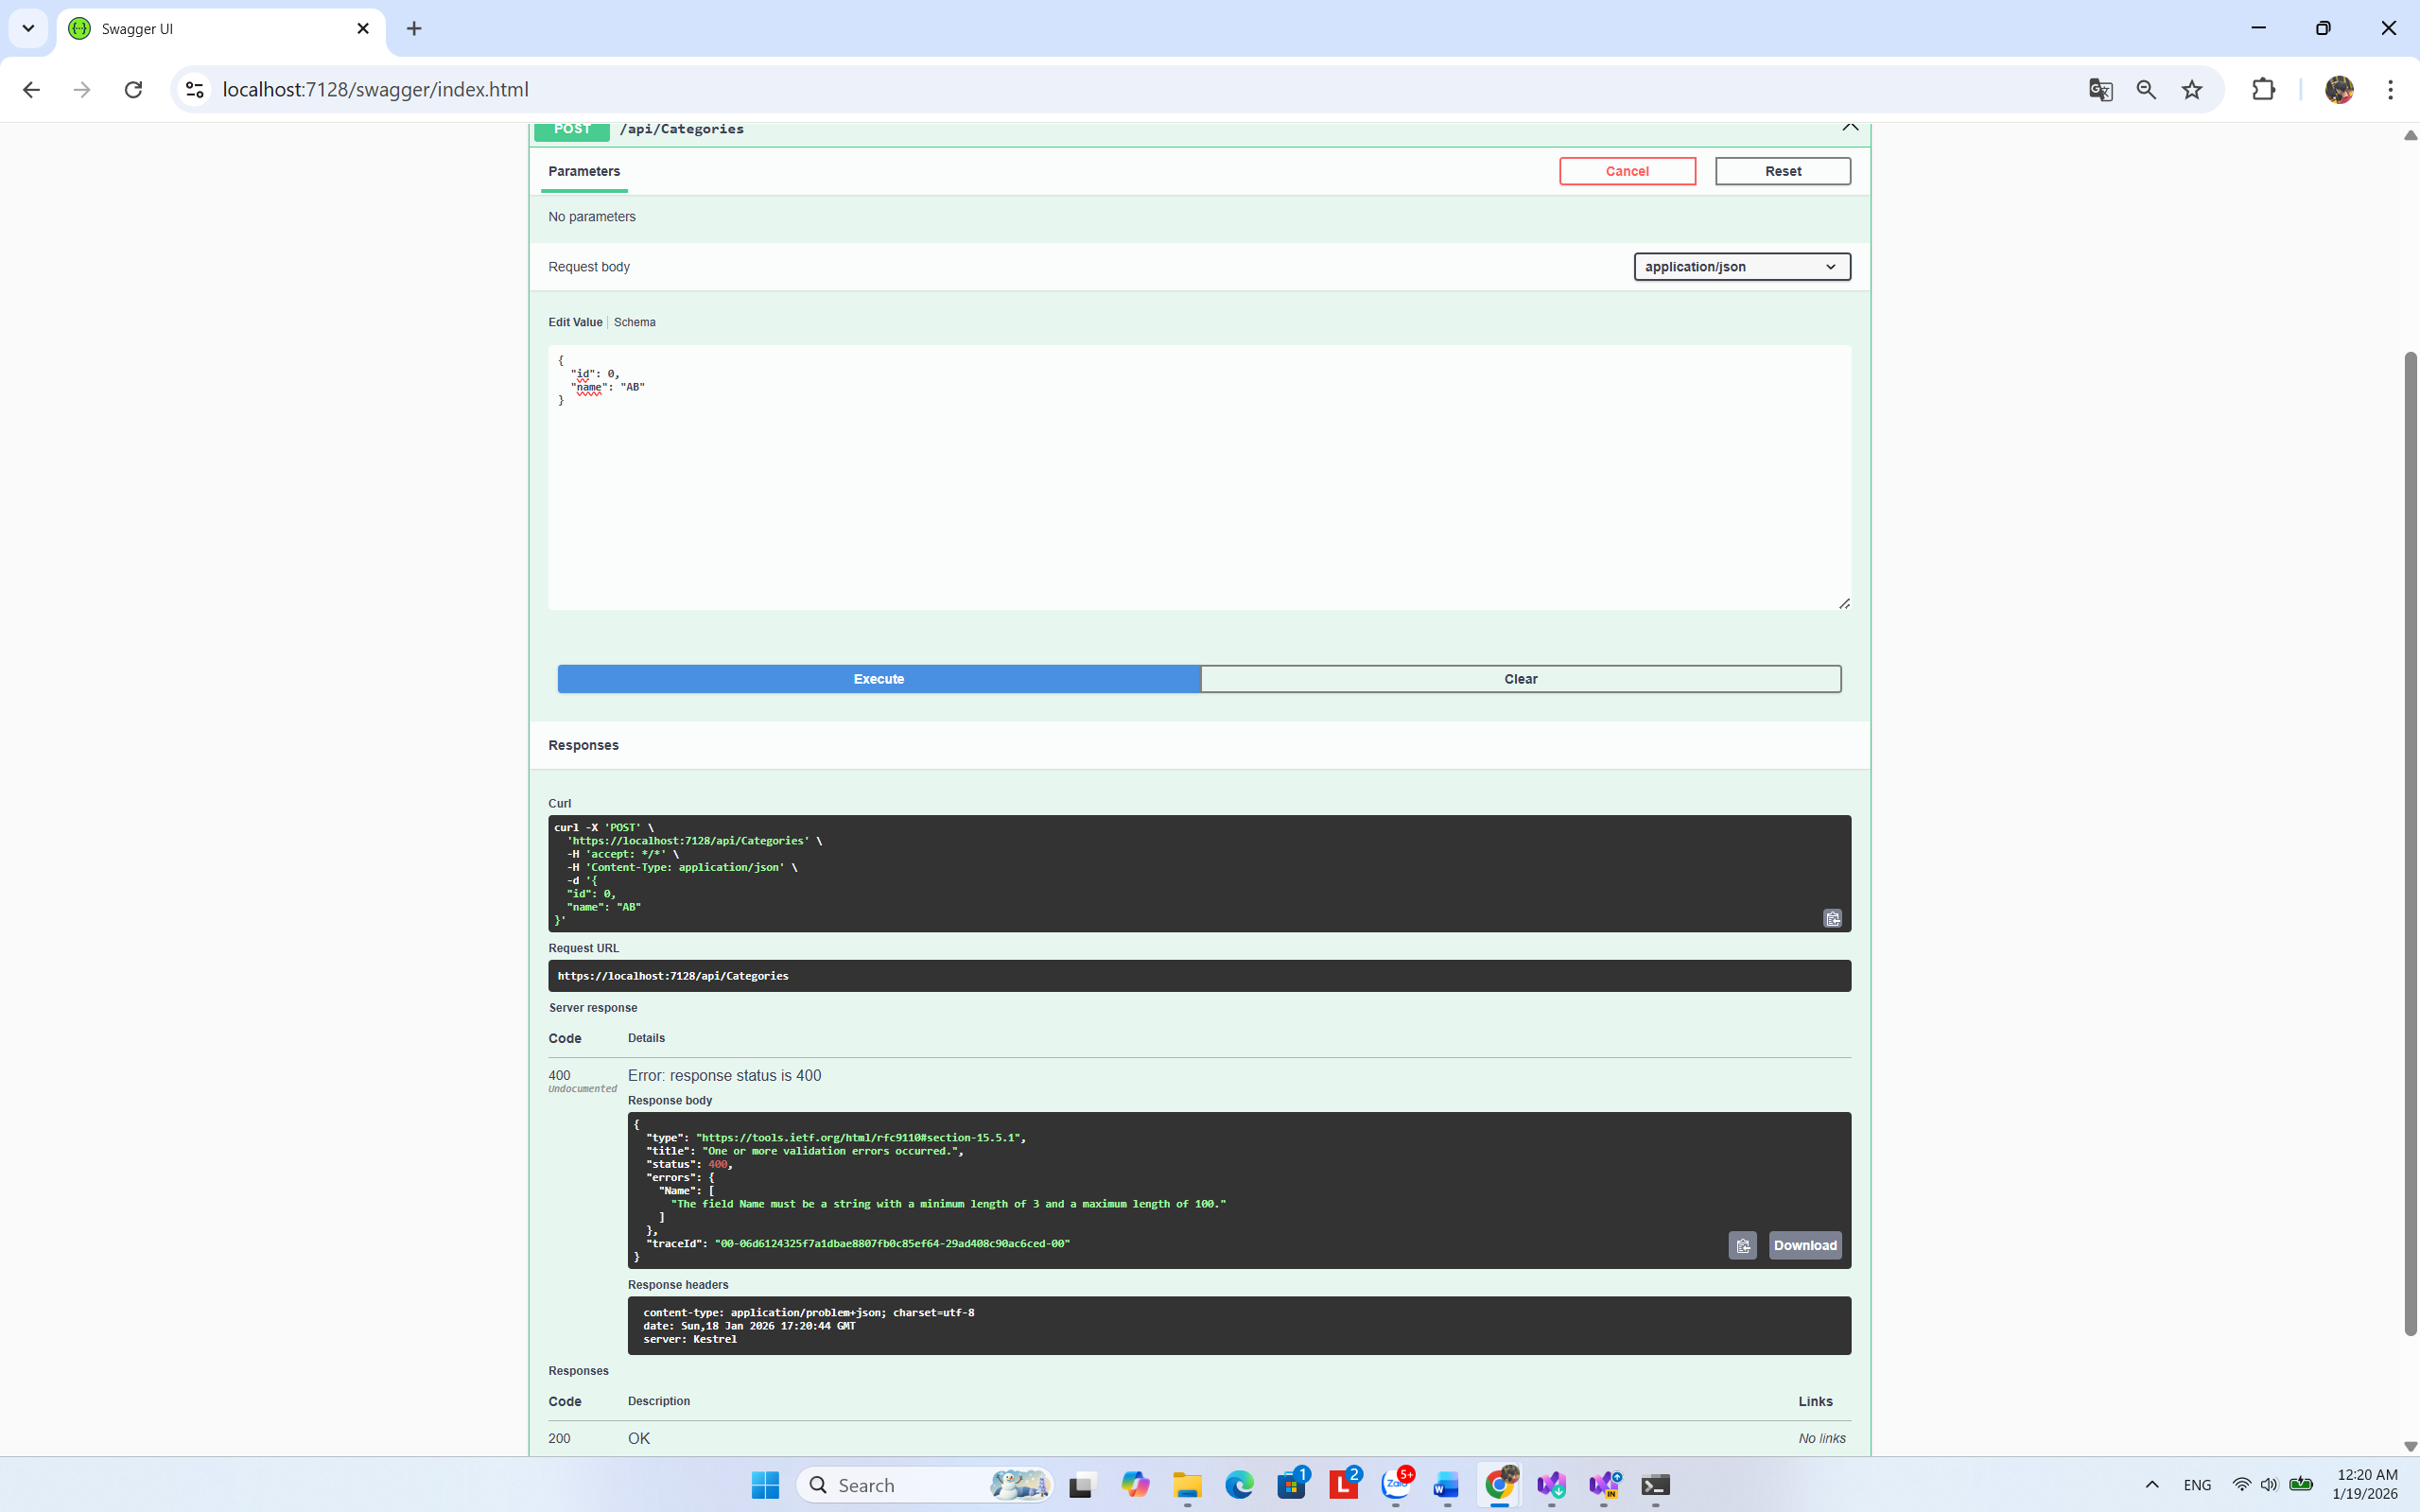 Swagger UI
localhost:7128/swagger/index.html
POST /api/Categories
Parameters
Cancel
Reset
No parameters
Request body
application/json
Edit Value | Schema
{
  "id": 0,
  "name": "AB"
}
Execute
Clear
Responses
Curl
curl -X 'POST' \
  'https://localhost:7128/api/Categories' \
  -H 'accept: */*' \
  -H 'Content-Type: application/json' \
  -d '{
  "id": 0,
  "name": "AB"
}'
Request URL
https://localhost:7128/api/Categories
Server response
Code Details
400 Error: response status is 400
Undocumented
Response body
{
  "type": "https://tools.ietf.org/html/rfc9110#section-15.5.1",
  "title": "One or more validation errors occurred.",
  "status": 400,
  "errors": {
    "Name": [
      "The field Name must be a string with a minimum length of 3 and a maximum length of 100."
    ]
  },
  "traceId": "00-06d6124325f7a1dbae8807fb0c85ef64-29ad408c90ac6ced-00"
}
Download
Response headers
content-type: application/problem+json; charset=utf-8
date: Sun,18 Jan 2026 17:20:44 GMT
server: Kestrel
Responses
Code Description Links
200 OK No links
Search
1
L 2
Zalo 5+
W
IN
ENG
12:20 AM
1/19/2026